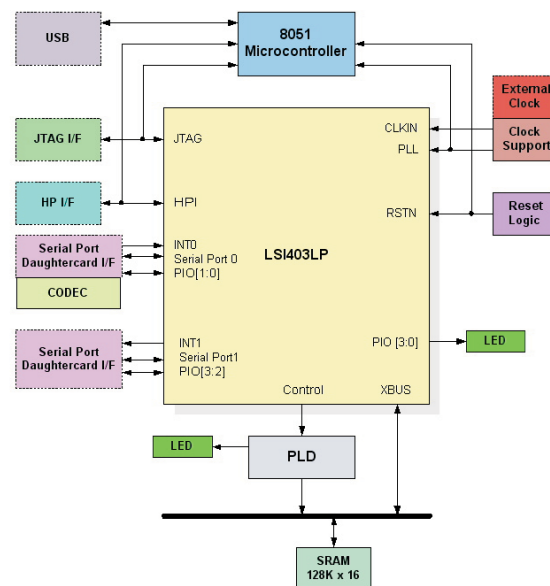 USB
8051
Microcontroller
External
Clock
Clock
Support
JTAG I/F
JTAG
CLKIN
PLL
HP I/F
HPI
RSTN
Reset
Logic
Serial Port
Daughtercard I/F
CODEC
INT0
Serial Port 0
PIO[1:0]
LSI403LP
Serial Port
Daughtercard I/F
INT1
Serial Port1
PIO[3:2]
PIO [3:0]
LED
Control
XBUS
LED
PLD
SRAM
128K x 16